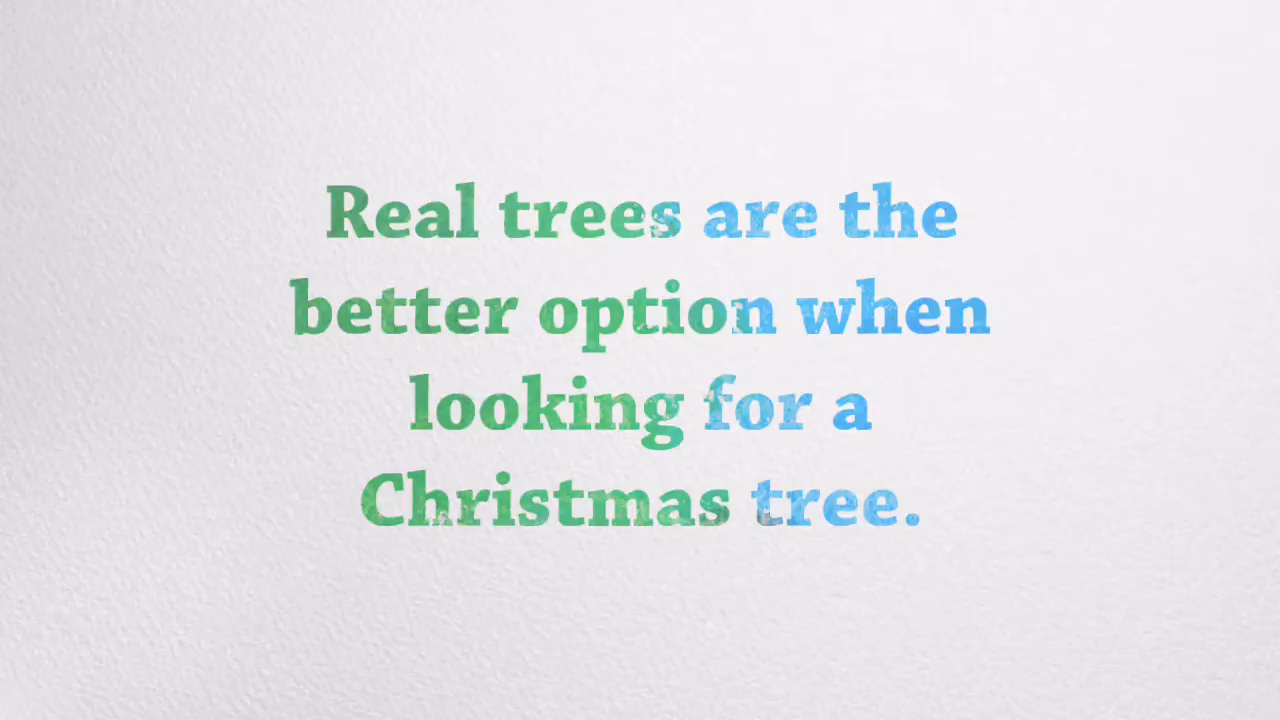 Real trees are the
better option when
looking for a
Christmas tree.